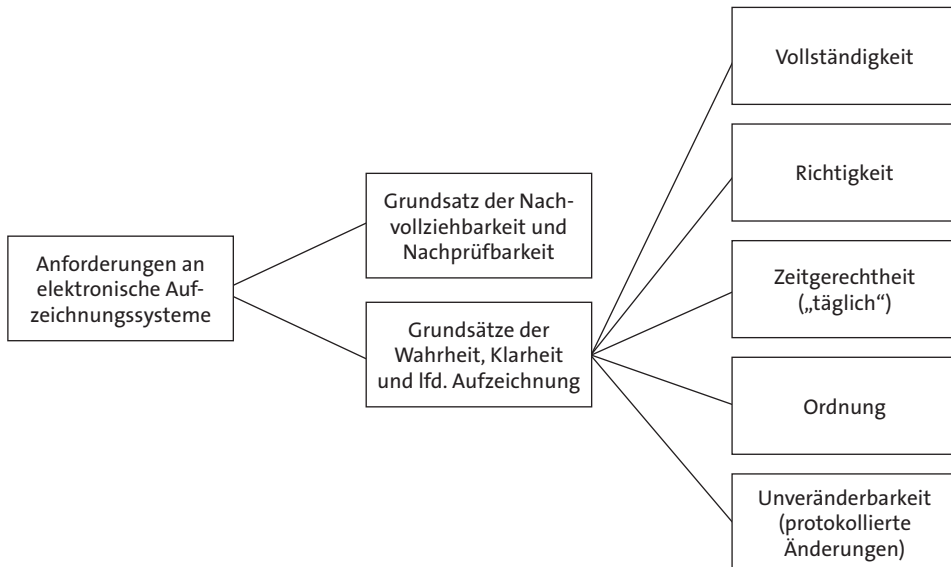 Anforderungen an
elektronische Auf-
zeichnungssysteme
Grundsatz der Nach-
vollziehbarkeit und
Nachprüfbarkeit
Grundsätze der
Wahrheit, Klarheit
und lfd. Aufzeichnung
Vollständigkeit
Richtigkeit
Zeitgerechtheit
(„täglich“)
Ordnung
Unveränderbarkeit
(protokollierte
Änderungen)